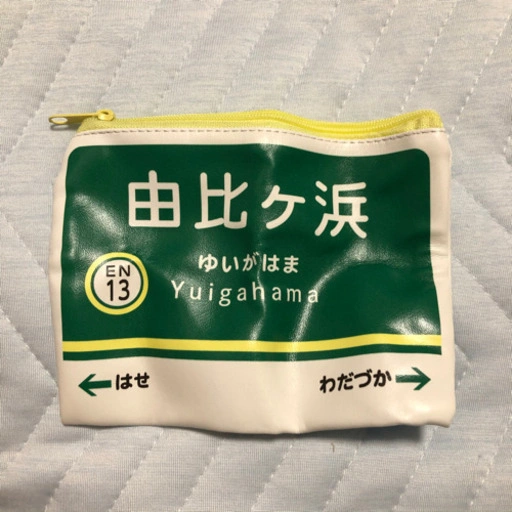 由比ヶ浜
ゆいがはま
Yuigahama
EN
13
←はせ
わだづか→